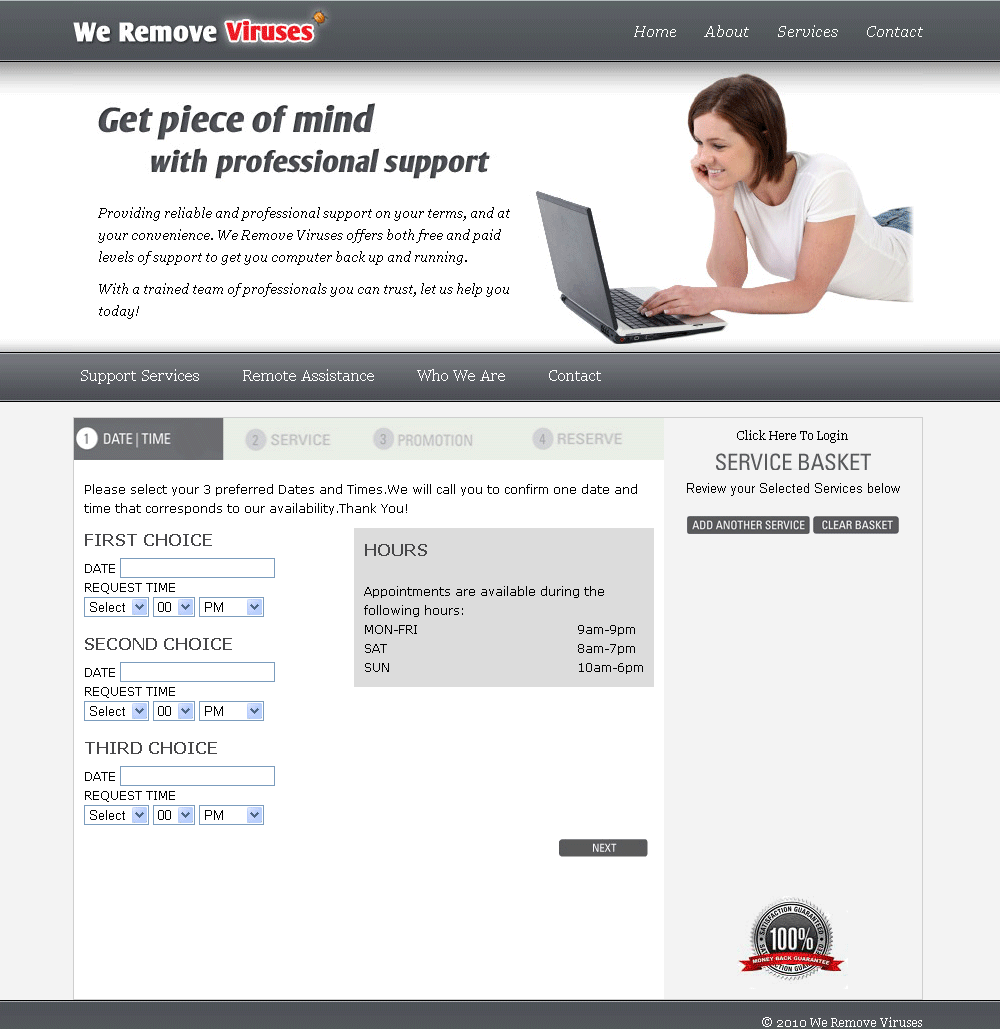 We Remove Viruses
Home About Services Contact
Get piece of mind
with professional support
Providing reliable and professional support on your terms, and at
your convenience. We Remove Viruses offers both free and paid
levels of support to get you computer back up and running.
With a trained team of professionals you can trust, let us help you
today!
Support Services Remote Assistance Who We Are Contact
1 DATE | TIME 2 SERVICE 3 PROMOTION 4 RESERVE
Please select your 3 preferred Dates and Times.We will call you to confirm one date and
time that corresponds to our availability.Thank You!
FIRST CHOICE
DATE
REQUEST TIME
Select 00 PM
SECOND CHOICE
DATE
REQUEST TIME
Select 00 PM
THIRD CHOICE
DATE
REQUEST TIME
Select 00 PM
HOURS
Appointments are available during the
following hours:
MON-FRI 9am-9pm
SAT 8am-7pm
SUN 10am-6pm
NEXT
Click Here To Login
SERVICE BASKET
Review your Selected Services below
ADD ANOTHER SERVICE CLEAR BASKET
SATISFACTION GUARANTEED
100%
MONEY BACK GUARANTEE
SATISFACTION GUARANTEED
© 2010 We Remove Viruses